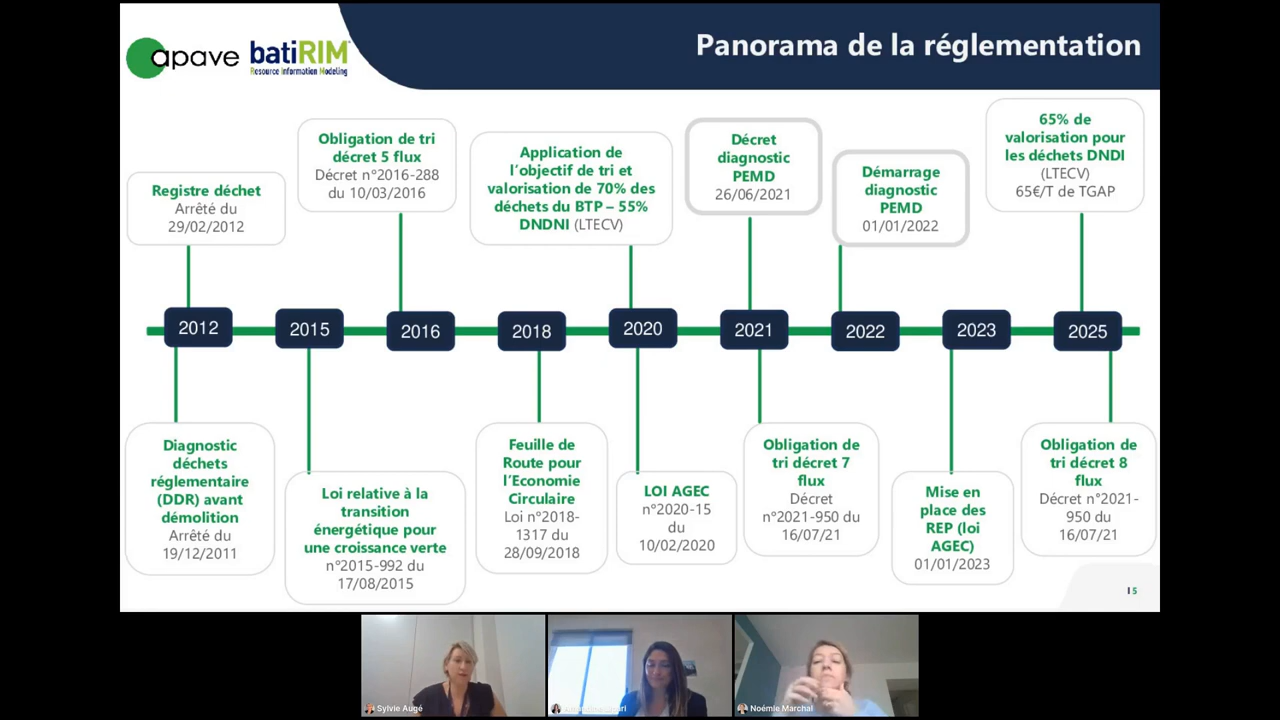 apave
batiRIM
Resource Information Modeling
Panorama de la réglementation
Registre déchet
Arrêté du
29/02/2012
Obligation de tri
décret 5 flux
Décret n°2016-288
du 10/03/2016
Application de
l'objectif de tri et
valorisation de 70% des
déchets du BTP – 55%
DNDNI (LTECV)
Décret
diagnostic
PEMD
26/06/2021
Démarrage
diagnostic
PEMD
01/01/2022
65% de
valorisation pour
les déchets DNDI
(LTECV)
65€/T de TGAP
2012
2015
2016
2018
2020
2021
2022
2023
2025
Diagnostic
déchets
réglementaire
(DDR) avant
démolition
Arrêté du
19/12/2011
Loi relative à la
transition
énergétique pour
une croissance verte
n°2015-992 du
17/08/2015
Feuille de
Route pour
l'Economie
Circulaire
Loi n°2018-
1317 du
28/09/2018
LOI AGEC
n°2020-15
du
10/02/2020
Obligation de
tri décret 7
flux
Décret
n°2021-950 du
16/07/21
Mise en
place des
REP (loi
AGEC)
01/01/2023
Obligation de
tri décret 8
flux
Décret n°2021-
950 du
16/07/21
I 5
Sylvie Augé
Noémie Marchal